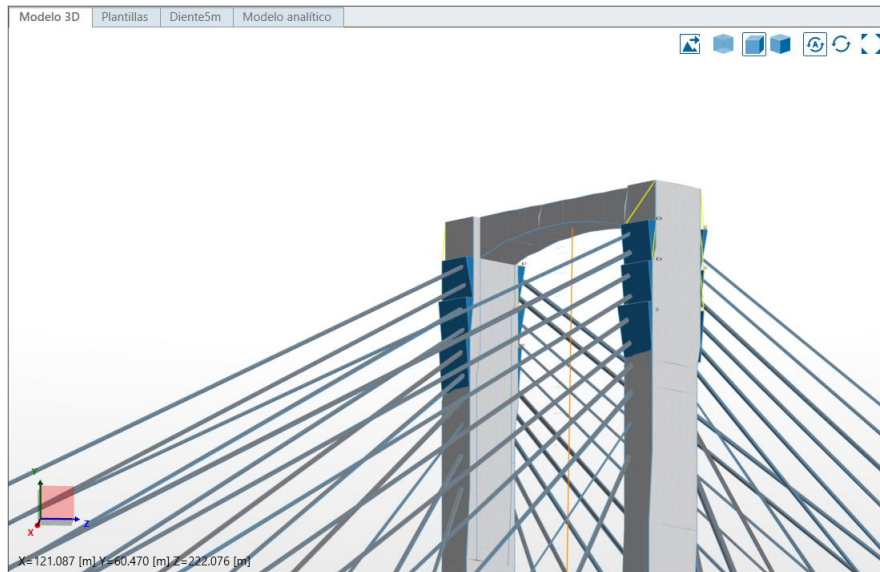 Modelo 3D
Plantillas
Diente5m
Modelo analítico
A
Y
Z
X
X=121.087 [m] Y=60.470 [m] Z=222.076 [m]